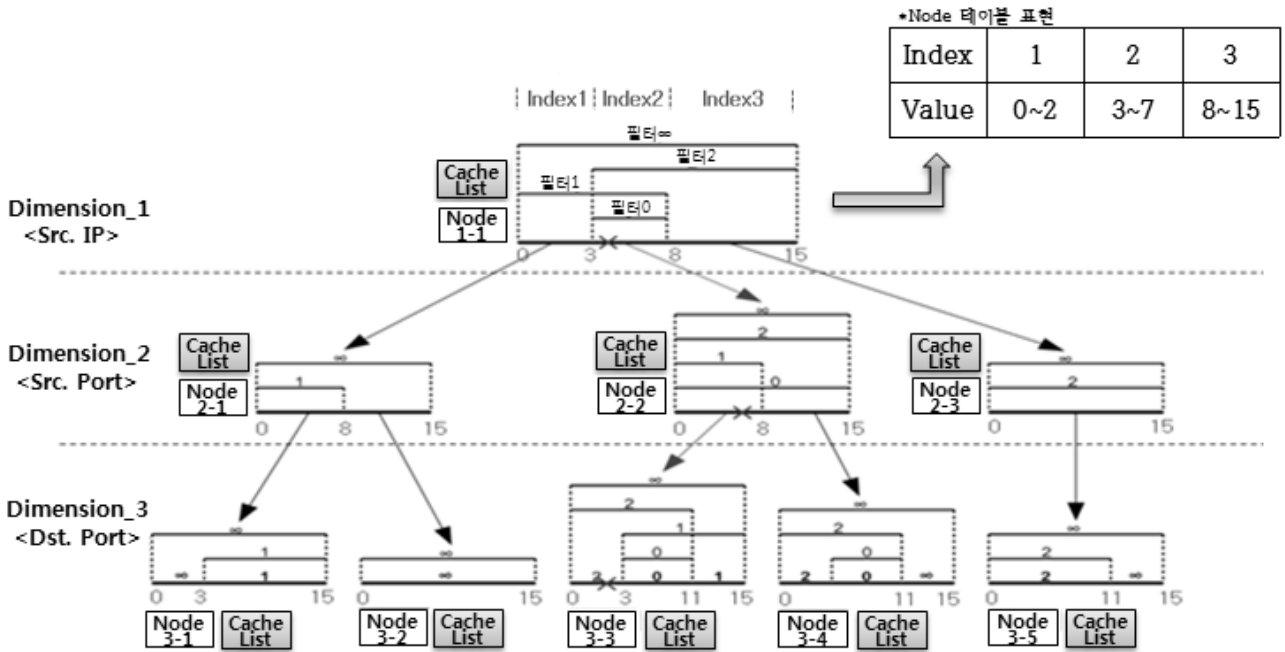 *Node 테이블 표현
Index 1 2 3
Value 0~2 3~7 8~15
Index1 Index2 Index3
필터∞
필터2
필터1
필터0
Cache List
Node 1-1
Dimension_1
<Src. IP>
0 3 8 15
Dimension_2
<Src. Port>
Cache List
Node 2-1
∞
1
0 8 15
Cache List
Node 2-2
∞
2
1
0
0 8 15
Cache List
Node 2-3
∞
2
0 15
Dimension_3
<Dst. Port>
∞
1
∞ 1
0 3 15
Node 3-1
Cache List
∞
∞
0 15
Node 3-2
Cache List
∞
2
1
0
2 0 1
0 3 11 15
Node 3-3
Cache List
∞
2
0
2 0 ∞
0 11 15
Node 3-4
Cache List
∞
2
2 ∞
0 11 15
Node 3-5
Cache List